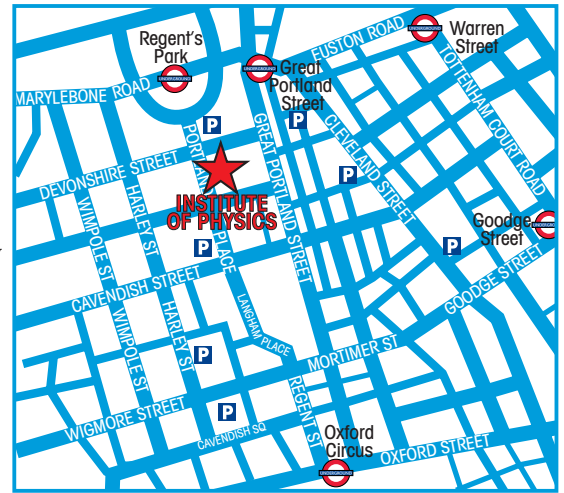 Regent's
Park
UNDERGROUND
Warren
Street
UNDERGROUND
EUSTON ROAD
Great
Portland
Street
UNDERGROUND
MARYLEBONE ROAD
TOTTENHAM COURT ROAD
P
P
PORTLAND PLACE
GREAT PORTLAND STREET
CLEVELAND STREET
DEVONSHIRE STREET
P
INSTITUTE
OF PHYSICS
WIMPOLE ST
HARLEY ST
Goodge
Street
UNDERGROUND
P
P
GOODGE STREET
CAVENDISH STREET
LANGHAM PLACE
WIMPOLE ST
HARLEY ST
P
MORTIMER ST
REGENT ST
WIGMORE STREET
P
CAVENDISH SQ
Oxford
Circus
UNDERGROUND
OXFORD STREET